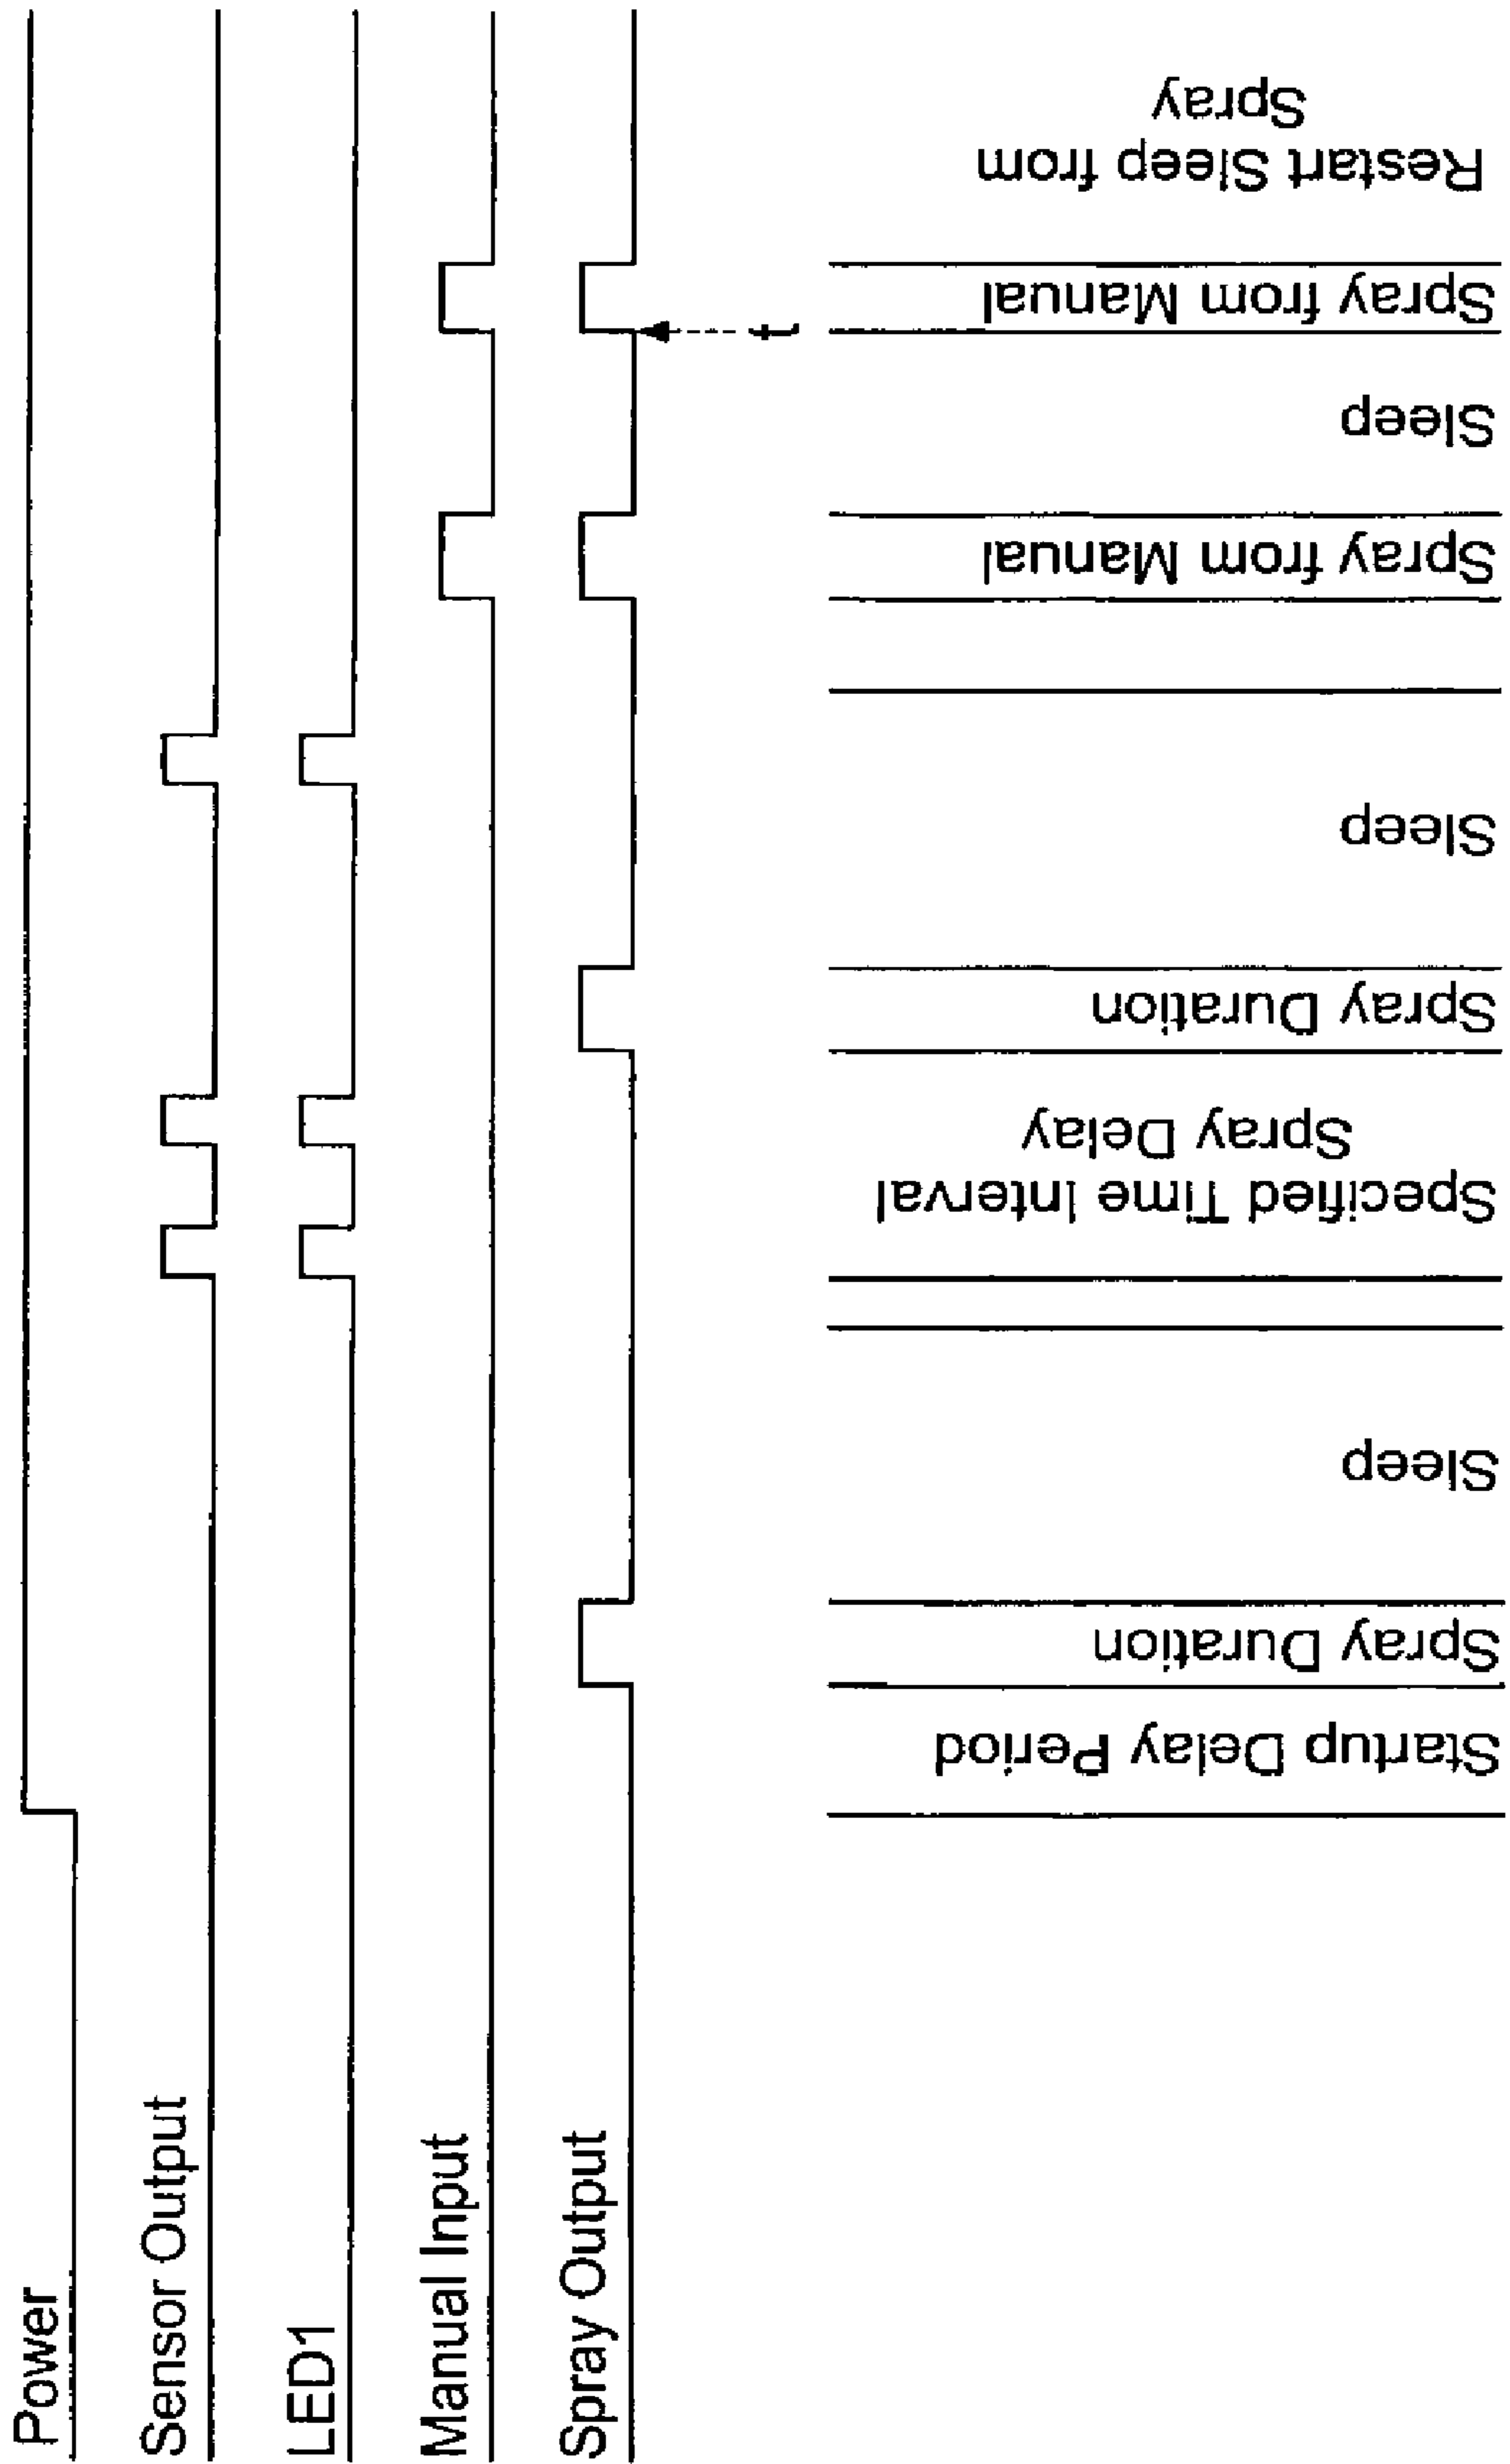 Power
Sensor Output
LED1
Manual Input
Spray Output
Startup Delay Period
Spray Duration
Sleep
Specified Time Interval
Spray Delay
Spray Duration
Sleep
Spray from Manual
Sleep
t
Spray from Manual
Restart Sleep from
Spray